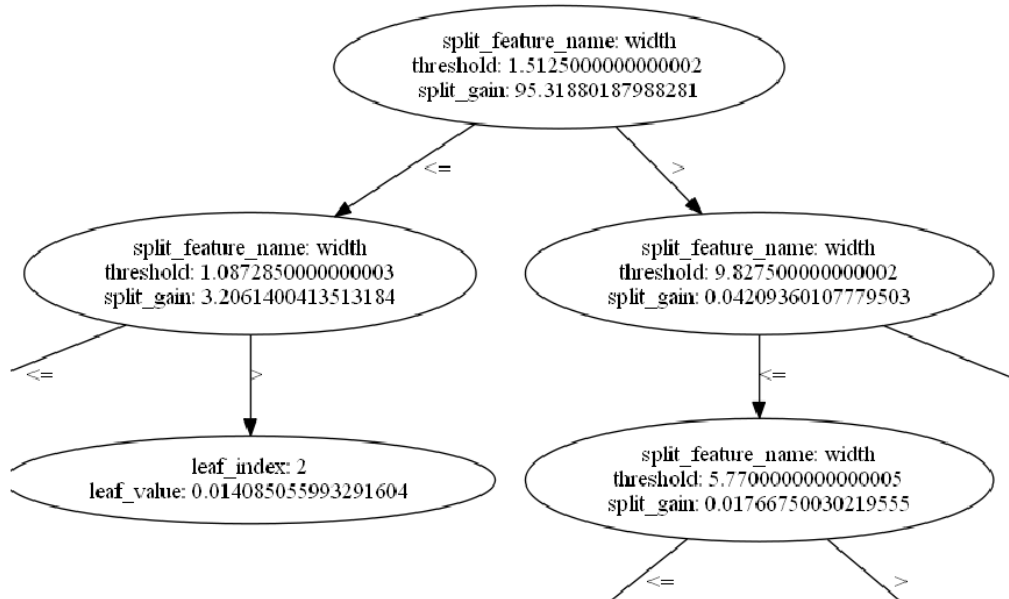 split_feature_name: width
threshold: 1.5125000000000002
split_gain: 95.31880187988281
<=
>
split_feature_name: width
threshold: 1.0872850000000003
split_gain: 3.2061400413513184
split_feature_name: width
threshold: 9.827500000000002
split_gain: 0.04209360107779503
<=
>
<=
leaf_index: 2
leaf_value: 0.014085055993291604
split_feature_name: width
threshold: 5.7700000000000005
split_gain: 0.01766750030219555
<=
>